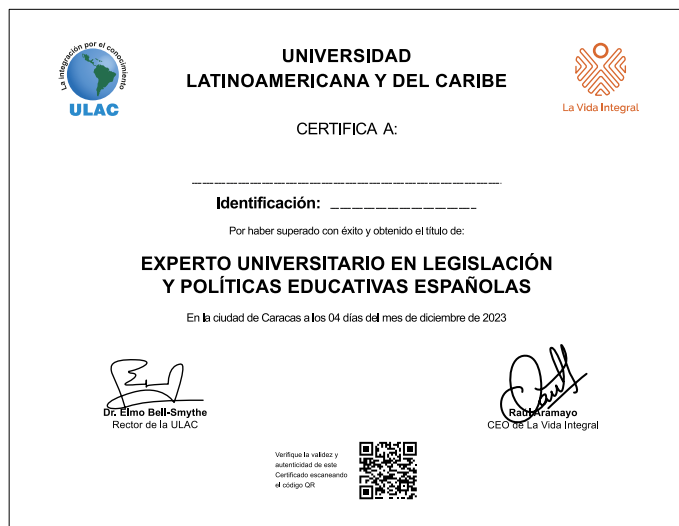 La integración por el conocimiento
ULAC
UNIVERSIDAD
LATINOAMERICANA Y DEL CARIBE
La Vida Integral
CERTIFICA A:
Identificación:
Por haber superado con éxito y obtenido el título de:
EXPERTO UNIVERSITARIO EN LEGISLACIÓN
Y POLÍTICAS EDUCATIVAS ESPAÑOLAS
En la ciudad de Caracas a los 04 días del mes de diciembre de 2023
Dr. Elmo Bell-Smythe
Rector de la ULAC
Raúl Aramayo
CEO de La Vida Integral
Verifique la validez y
autenticidad de este
Certificado escaneando
el código QR